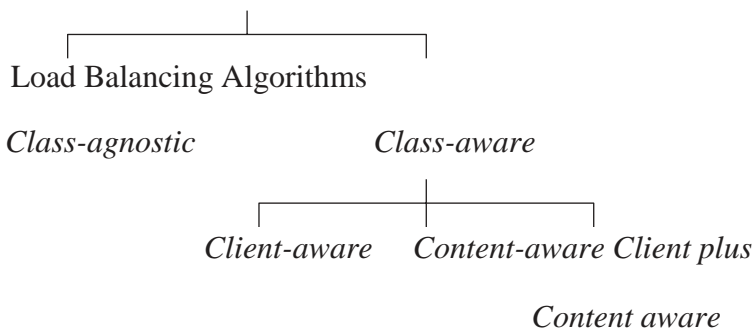 Load Balancing Algorithms
Class-agnostic Class-aware
Client-aware Content-aware Client plus
Content aware